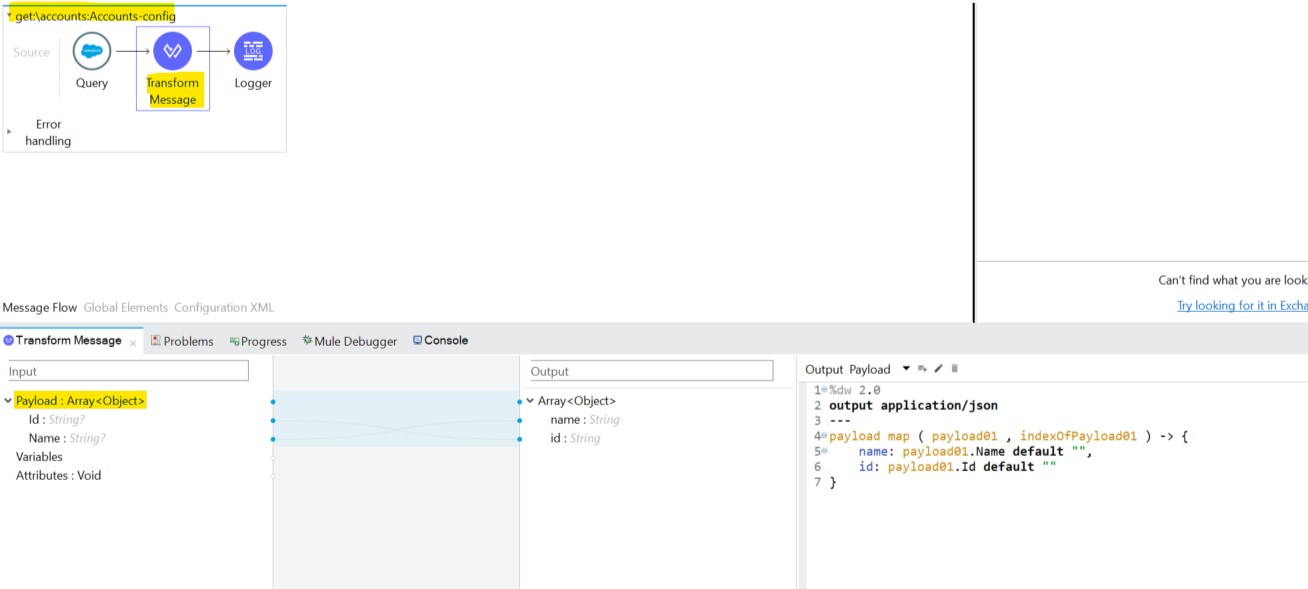 get:\accounts:Accounts-config
Source
Query
Transform
Message
LOG
Logger
Error
handling
Can't find what you are look
Message Flow Global Elements Configuration XML
Try looking for it in Excha
Transform Message Problems Progress Mule Debugger Console
Input
Output
Output Payload
Payload : Array<Object>
Id : String?
Name : String?
Variables
Attributes : Void
Array<Object>
name : String
id : String
1 %dw 2.0
2 output application/json
3 ---
4 payload map ( payload01 , indexOfPayload01 ) -> {
5 name: payload01.Name default "",
6 id: payload01.Id default ""
7 }